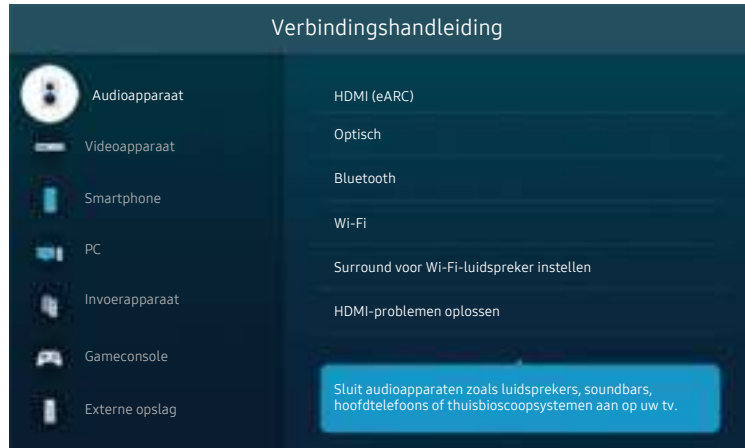 Verbindingshandleiding
Audioapparaat
Videoapparaat
Smartphone
PC
Invoerapparaat
Gameconsole
Externe opslag
HDMI (eARC)
Optisch
Bluetooth
Wi-Fi
Surround voor Wi-Fi-luidspreker instellen
HDMI-problemen oplossen
Sluit audioapparaten zoals luidsprekers, soundbars,
hoofdtelefoons of thuisbioscoopsystemen aan op uw tv.